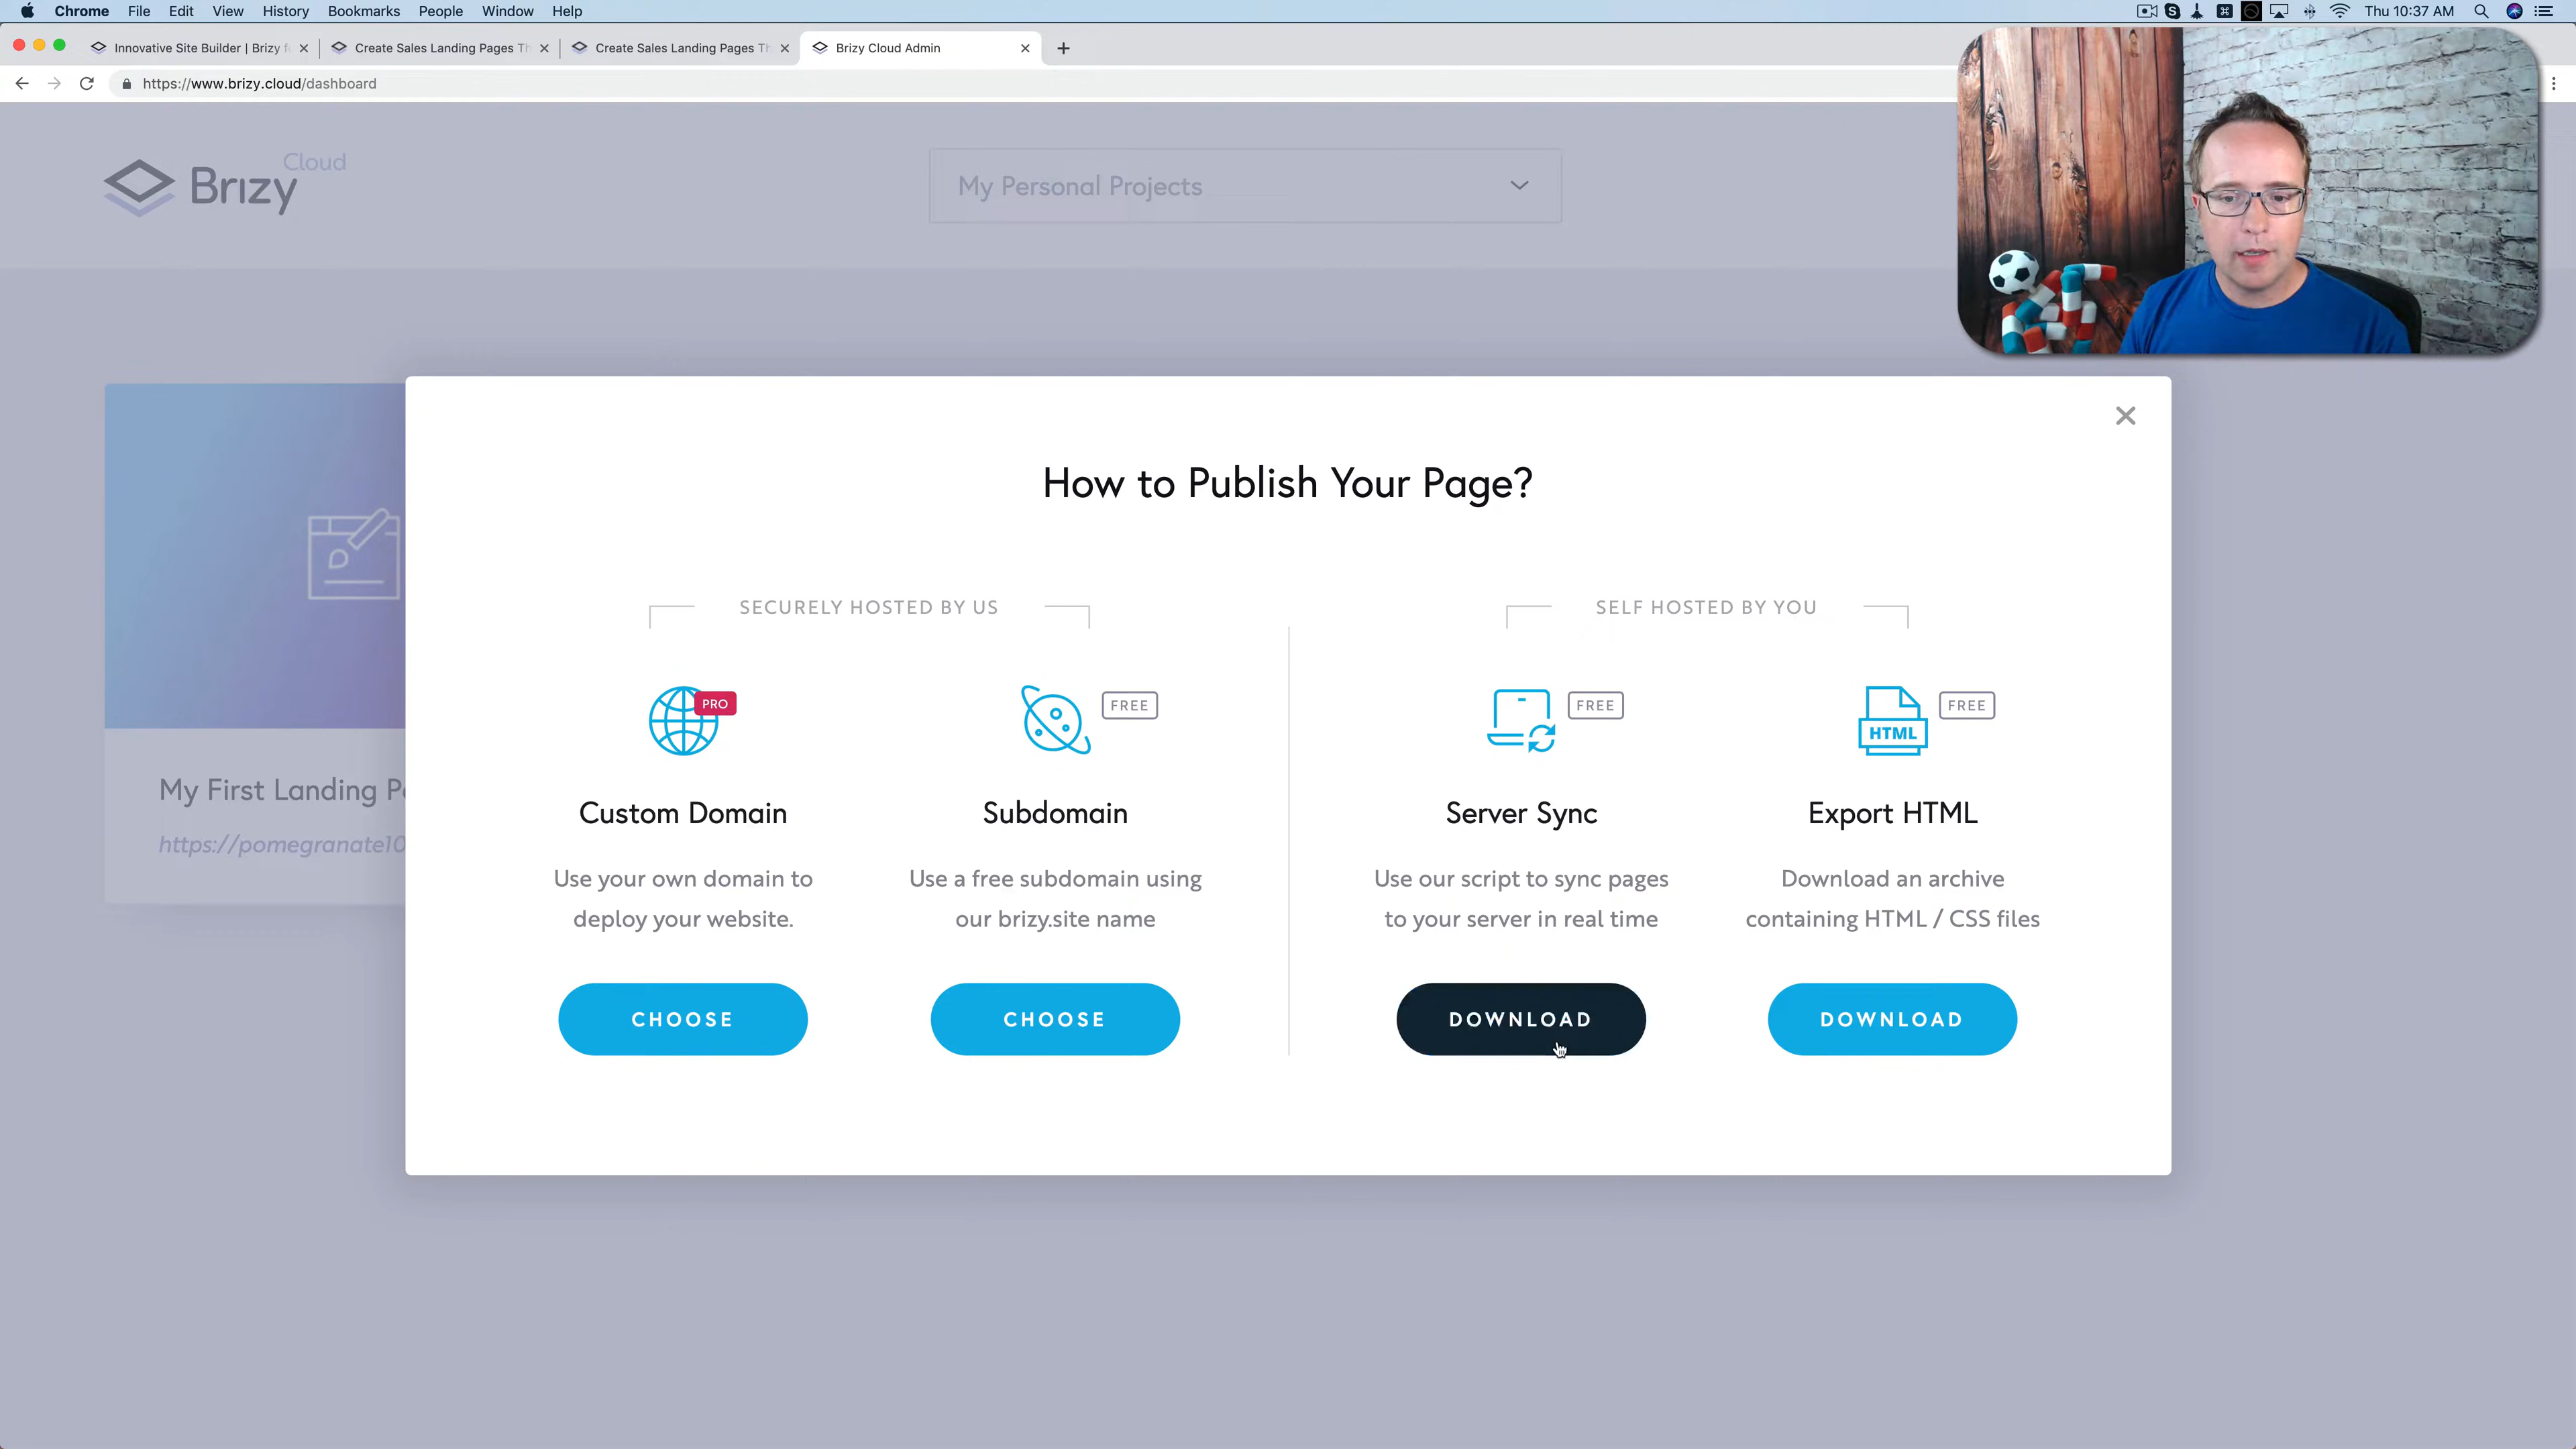 Chrome File Edit View History Bookmarks People Window Help
Thu 10:37 AM
Innovative Site Builder | Brizy f
Create Sales Landing Pages Th
Create Sales Landing Pages Th
Brizy Cloud Admin
https://www.brizy.cloud/dashboard
Brizy Cloud
My Personal Projects
How to Publish Your Page?
SECURELY HOSTED BY US
SELF HOSTED BY YOU
PRO
FREE
FREE
HTML
FREE
Custom Domain
Subdomain
Server Sync
Export HTML
Use your own domain to
deploy your website.
Use a free subdomain using
our brizy.site name
Use our script to sync pages
to your server in real time
Download an archive
containing HTML / CSS files
CHOOSE
CHOOSE
DOWNLOAD
DOWNLOAD
My First Landing Pa
https://pomegranate10